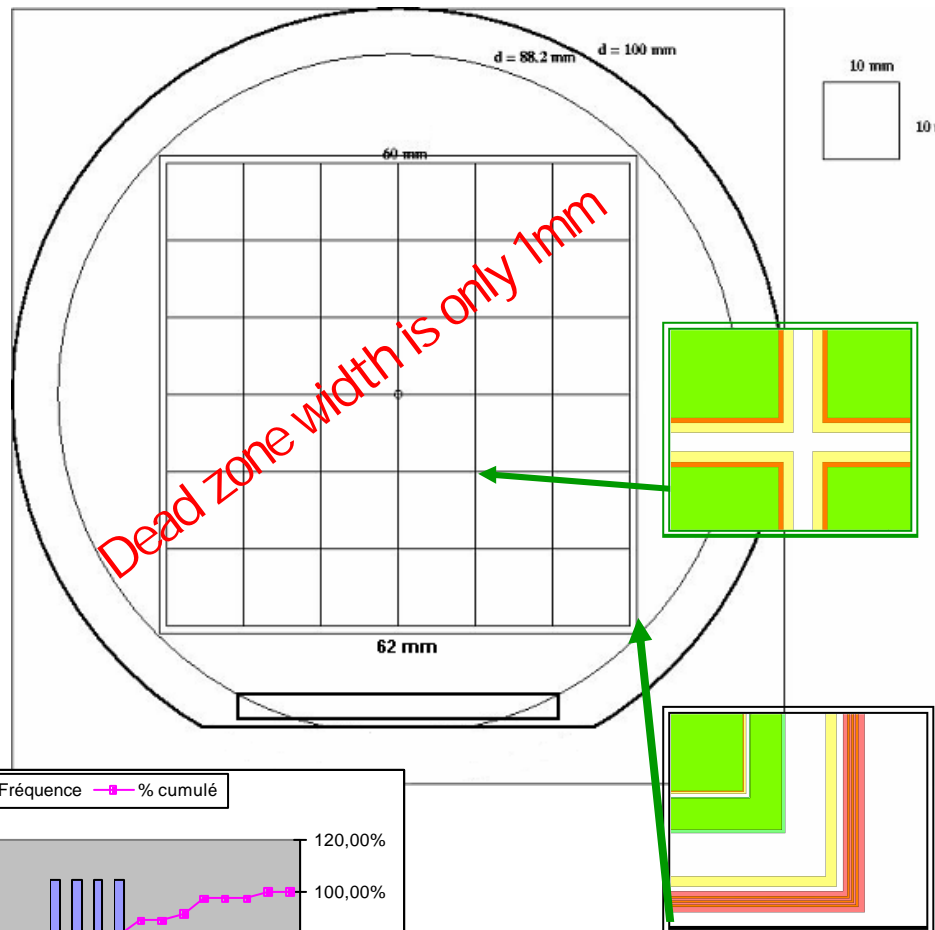 d = 88.2 mm
d = 100 mm
10 mm
10
60 mm
Dead zone width is only 1mm
62 mm
Fréquence
% cumulé
120,00%
100,00%